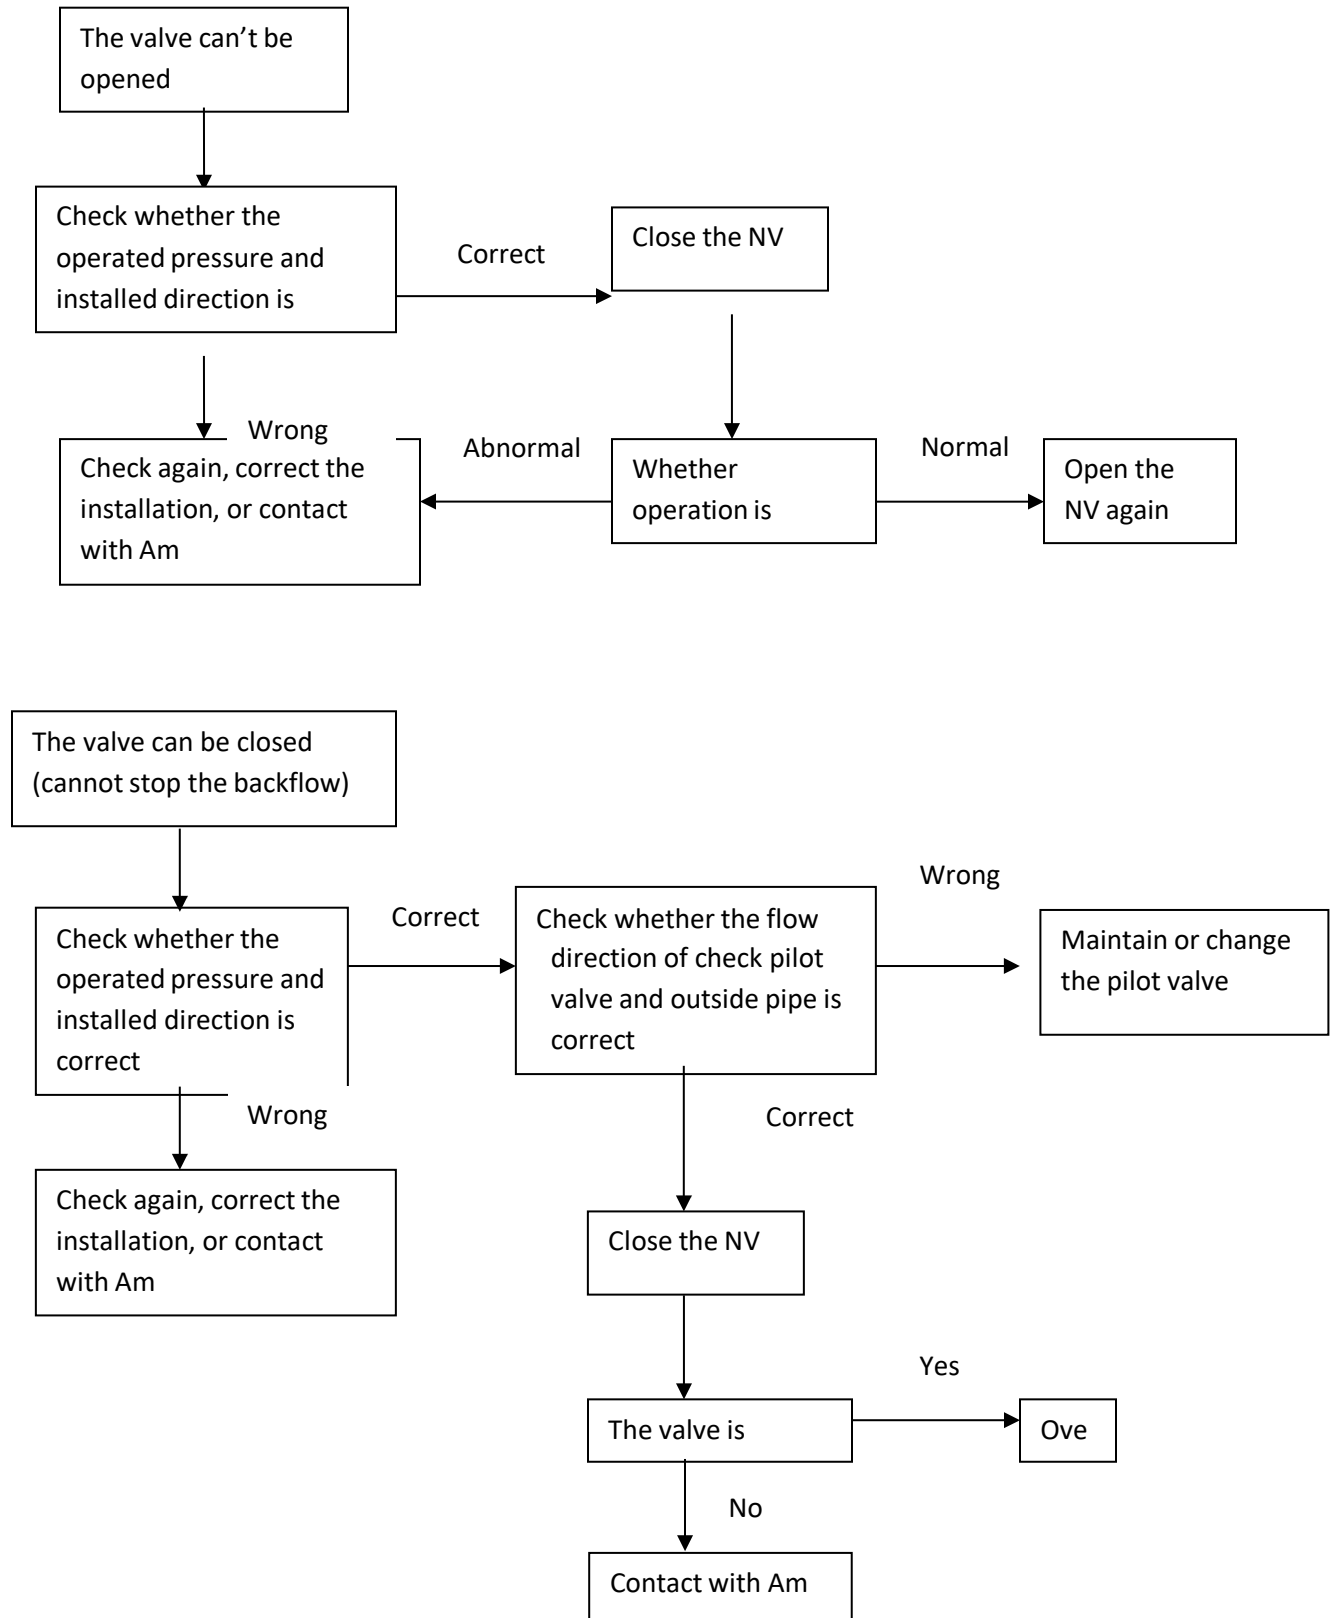 The valve can’t be
opened
Check whether the
operated pressure and
installed direction is
Correct
Close the NV
Wrong
Check again, correct the
installation, or contact
with Am
Abnormal
Whether
operation is
Normal
Open the
NV again
The valve can be closed
(cannot stop the backflow)
Check whether the
operated pressure and
installed direction is
correct
Correct
Check whether the flow
direction of check pilot
valve and outside pipe is
correct
Wrong
Maintain or change
the pilot valve
Wrong
Check again, correct the
installation, or contact
with Am
Correct
Close the NV
The valve is
Yes
Ove
No
Contact with Am